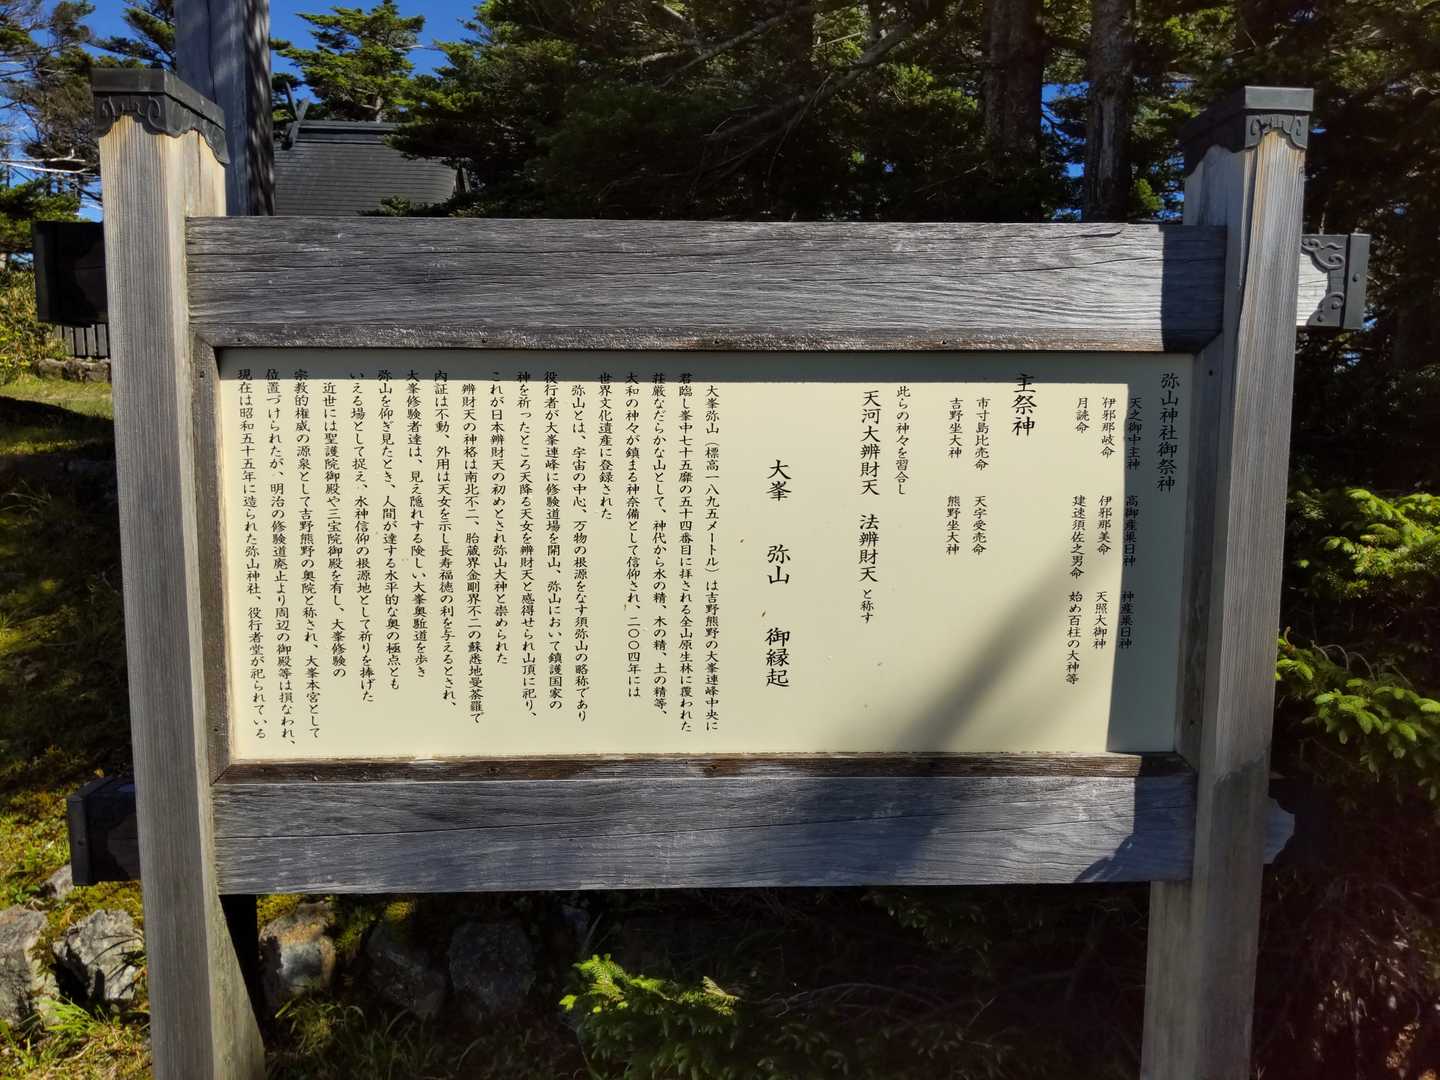 弥山神社御祭神
天之御中主神　高御産巣日神　神産巣日神
伊邪那岐命　伊邪那美命　天照大御神
月読命　建速須佐之男命　始め百柱の大神等
主祭神
市寸島比売命　天宇受売命
吉野坐大神　熊野坐大神
此らの神々を習合し
天河大辨財天　法辨財天と称す
大峯　弥山　御縁起
大峯弥山（標高一八九五メートル）は吉野熊野の大峯連峰中央に
君臨し峯中七十五靡の五十四番目に拝される全山原生林に覆われた
荘厳なだらかな山として、神代から水の精、木の精、土の精等、
大和の神々が鎮まる神奈備として信仰され、二〇〇四年には
世界文化遺産に登録された
弥山とは、宇宙の中心、万物の根源をなす須弥山の略称であり
役行者が大峯連峰に修験道場を開山、弥山において鎮護国家の
神を祈ったところ天降る天女を辨財天と感得せられ山頂に祀り、
これが日本辨財天の初めとされ弥山大神と崇められた
辨財天の神格は南北不二、胎蔵界金剛界不二の蘇悉地曼荼羅で
内証は不動、外用は天女を示し長寿福徳の利を与えるとされ、
大峯修験者達は、見え隠れする険しい大峯奥駈道を歩き
弥山を仰ぎ見たとき、人間が達する水平的な奥の極点とも
いえる場として捉え、水神信仰の根源地として祈りを捧げた
近世には聖護院御殿や三宝院御殿を有し、大峯修験の
宗教的権威の源泉として吉野熊野の奥院と称され、大峯本宮として
位置づけられたが、明治の修験道廃止より周辺の御殿等は損なわれ、
現在は昭和五十五年に造られた弥山神社、役行者堂が祀られている